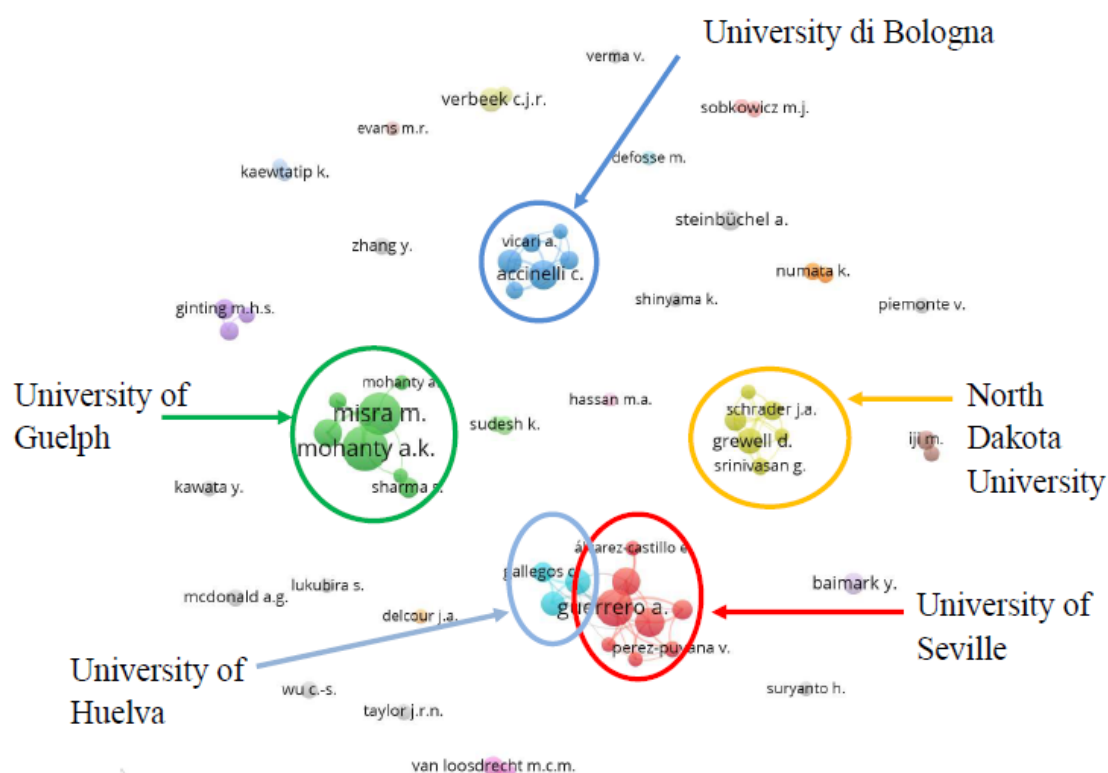 University di Bologna
verma v.
verbeek c.j.r.
sobkowicz m.j.
evans m.r.
defosse m.
kaewtatip k.
steinbüchel a.
vicari a.
zhang y.
accinelli c.
numata k.
shinyama k.
piemonte v.
ginting m.h.s.
University of
Guelph
mohanty a.
misra m.
mohanty a.k.
sharma s.
hassan m.a.
sudesh k.
schrader j.a.
grewell d.
srinivasan g.
North
Dakota
University
iji m.
kawata y.
álvarez-castillo e.
gallegos c.
guerrero a.
perez-puyana v.
baimark y.
lukubira s.
mcdonald a.g.
delcour j.a.
University of
Seville
University of
Huelva
wu c.-s.
taylor j.r.n.
suryanto h.
van loosdrecht m.c.m.